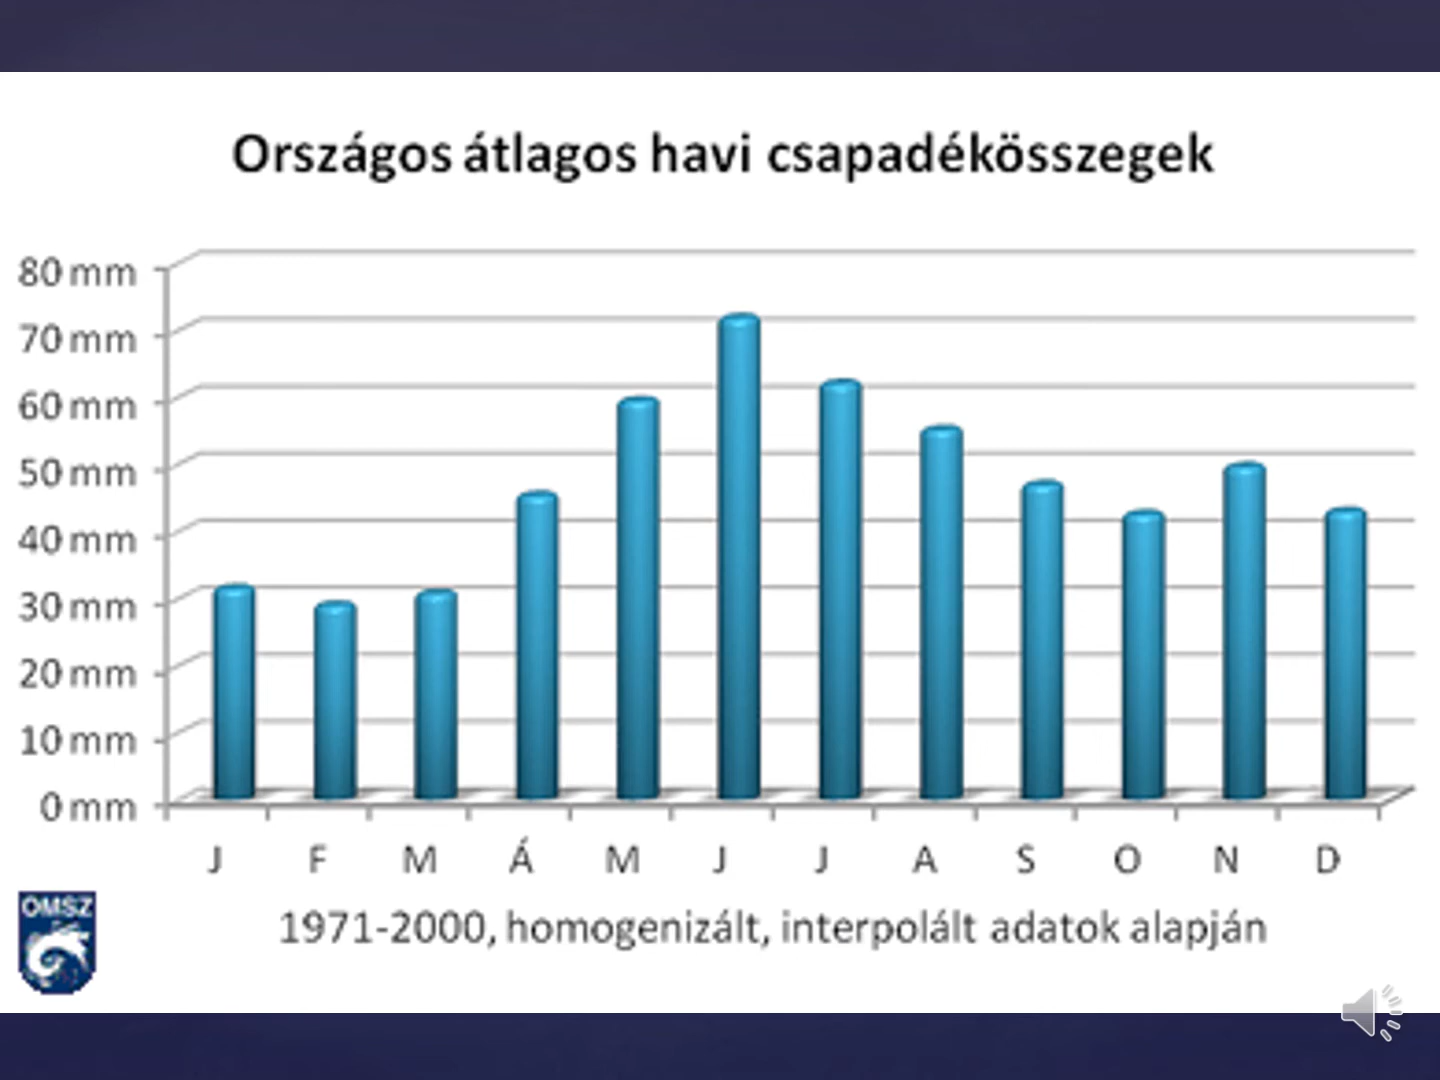 Országos átlagos havi csapadékösszegek
80 mm
70 mm
60 mm
50 mm
40 mm
30 mm
20 mm
10 mm
0 mm
J F M Á M J J A S O N D
OMSZ
1971-2000, homogenizált, interpolált adatok alapján